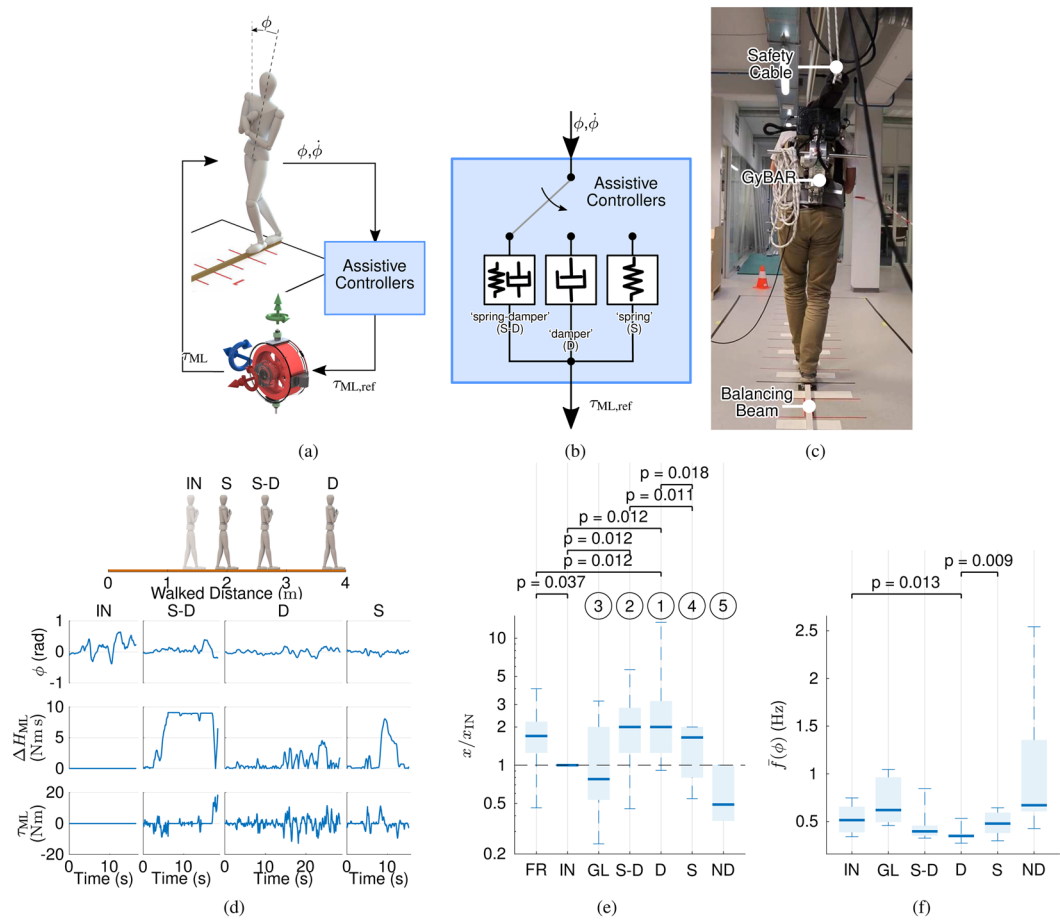 ϕ
ϕ,ϕ̇
Assistive
Controllers
τML
τML,ref
(a)
ϕ,ϕ̇
Assistive
Controllers
'spring-damper'
(S-D)
'damper'
(D)
'spring'
(S)
τML,ref
(b)
Safety
Cable
GyBAR
Balancing
Beam
(c)
IN S S-D D
0 1 2 3 4
Walked Distance (m)
IN S-D D S
ϕ (rad)
1
0
-1
ΔHML
(Nm s)
10
5
0
τML
(Nm)
20
0
-20
0 10 0 10 0 10 20 0 10
Time (s) Time (s) Time (s) Time (s)
(d)
p = 0.018
p = 0.011
p = 0.012
p = 0.012
p = 0.012
p = 0.037
3 2 1 4 5
x/xIN
10
5
3
2
1
0.5
0.2
FR IN GL S-D D S ND
(e)
p = 0.009
p = 0.013
f̄(ϕ) (Hz)
2.5
2
1.5
1
0.5
IN GL S-D D S ND
(f)